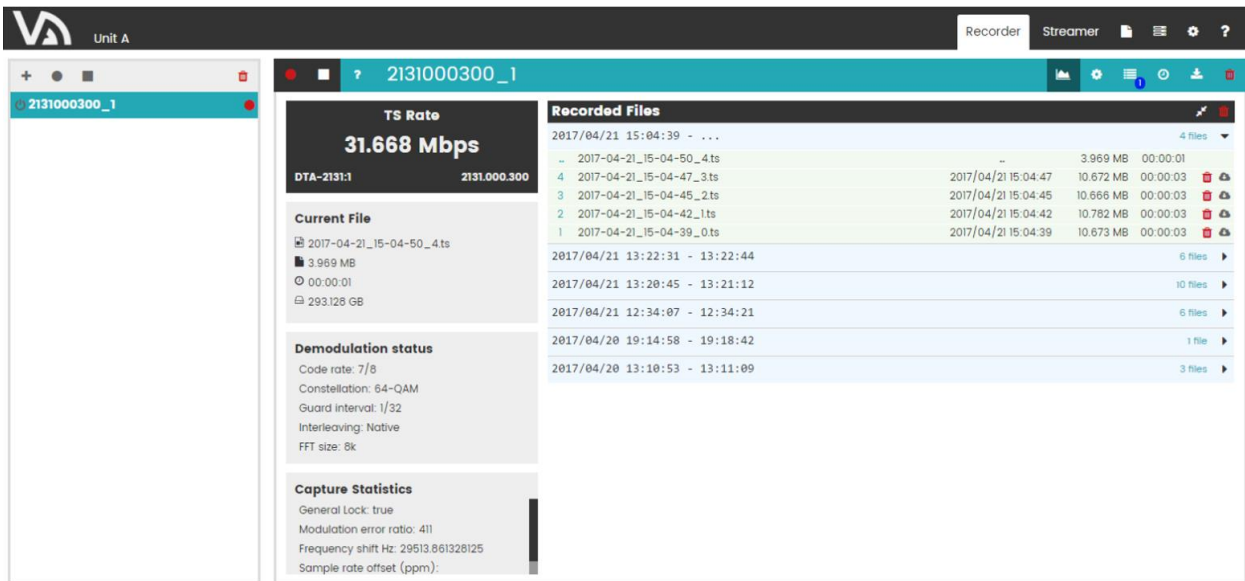 VA Unit A Recorder Streamer ?
2131000300_1
? 2131000300_1 1
TS Rate
31.668 Mbps
DTA-2131:1 2131.000.300
Current File
2017-04-21_15-04-50_4.ts
3.969 MB
00:00:01
293.128 GB
Demodulation status
Code rate: 7/8
Constellation: 64-QAM
Guard interval: 1/32
Interleaving: Native
FFT size: 8k
Capture Statistics
General Lock: true
Modulation error ratio: 411
Frequency shift Hz: 29513.861328125
Sample rate offset (ppm):
Recorded Files
2017/04/21 15:04:39 - ... 4 files
.. 2017-04-21_15-04-50_4.ts .. 3.969 MB 00:00:01
4 2017-04-21_15-04-47_3.ts 2017/04/21 15:04:47 10.672 MB 00:00:03
3 2017-04-21_15-04-45_2.ts 2017/04/21 15:04:45 10.666 MB 00:00:03
2 2017-04-21_15-04-42_1.ts 2017/04/21 15:04:42 10.782 MB 00:00:03
1 2017-04-21_15-04-39_0.ts 2017/04/21 15:04:39 10.673 MB 00:00:03
2017/04/21 13:22:31 - 13:22:44 6 files
2017/04/21 13:20:45 - 13:21:12 10 files
2017/04/21 12:34:07 - 12:34:21 6 files
2017/04/20 19:14:58 - 19:18:42 1 file
2017/04/20 13:10:53 - 13:11:09 3 files